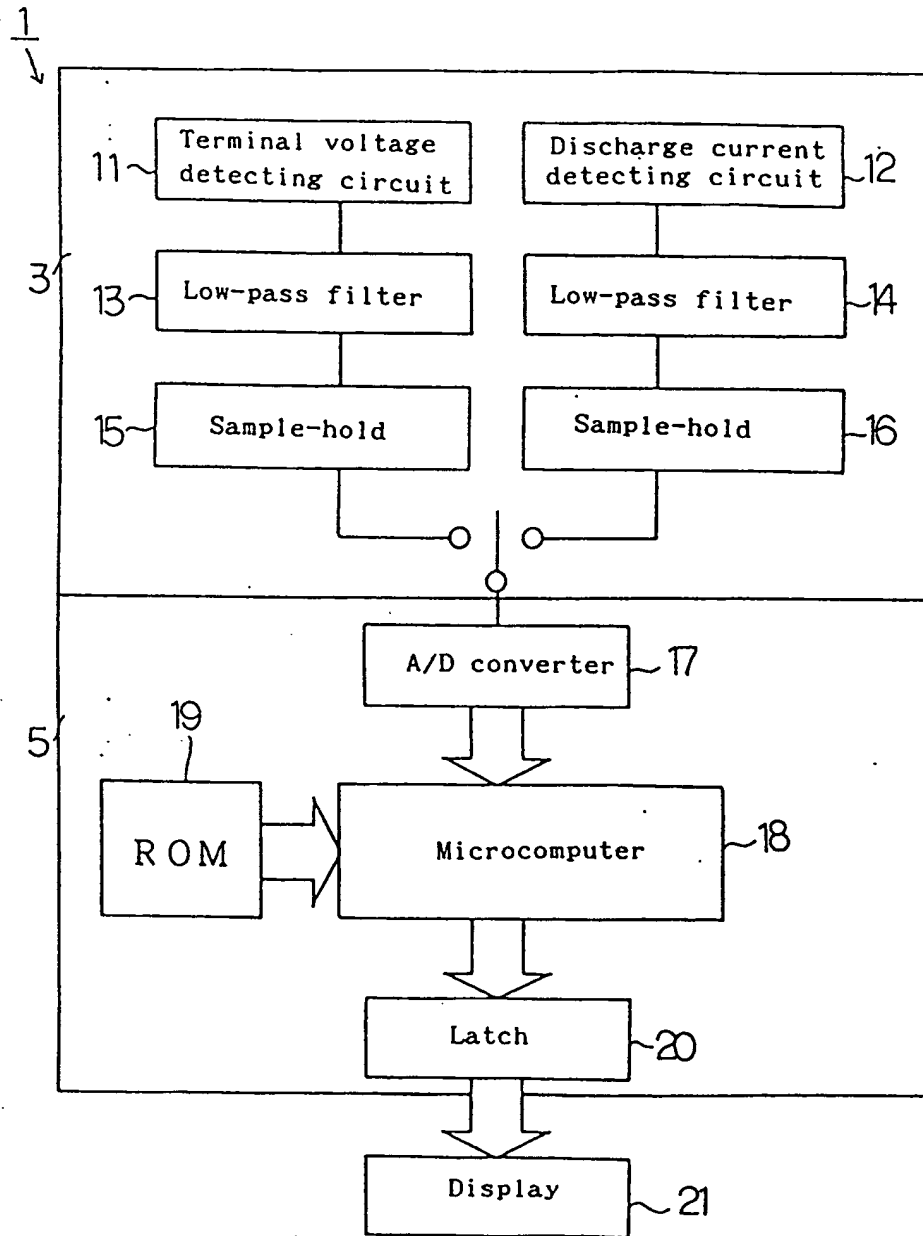 1
Terminal voltage
detecting circuit
11
Discharge current
detecting circuit
12
3
Low-pass filter
13
Low-pass filter
14
Sample-hold
15
Sample-hold
16
A/D converter
17
5
19
ROM
Microcomputer
18
Latch
20
Display
21